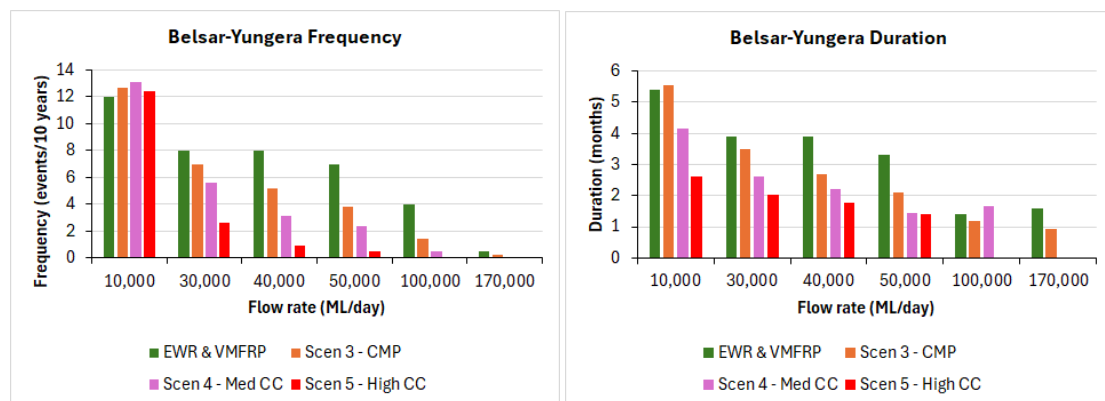 Belsar-Yungera Frequency
Frequency (events/10 years)
14
12
10
8
6
4
2
0
10,000 30,000 40,000 50,000 100,000 170,000
Flow rate (ML/day)
EWR & VMFRP Scen 3 - CMP
Scen 4 - Med CC Scen 5 - High CC
Belsar-Yungera Duration
Duration (months)
6
5
4
3
2
1
0
10,000 30,000 40,000 50,000 100,000 170,000
Flow rate (ML/day)
EWR & VMFRP Scen 3 - CMP
Scen 4 - Med CC Scen 5 - High CC